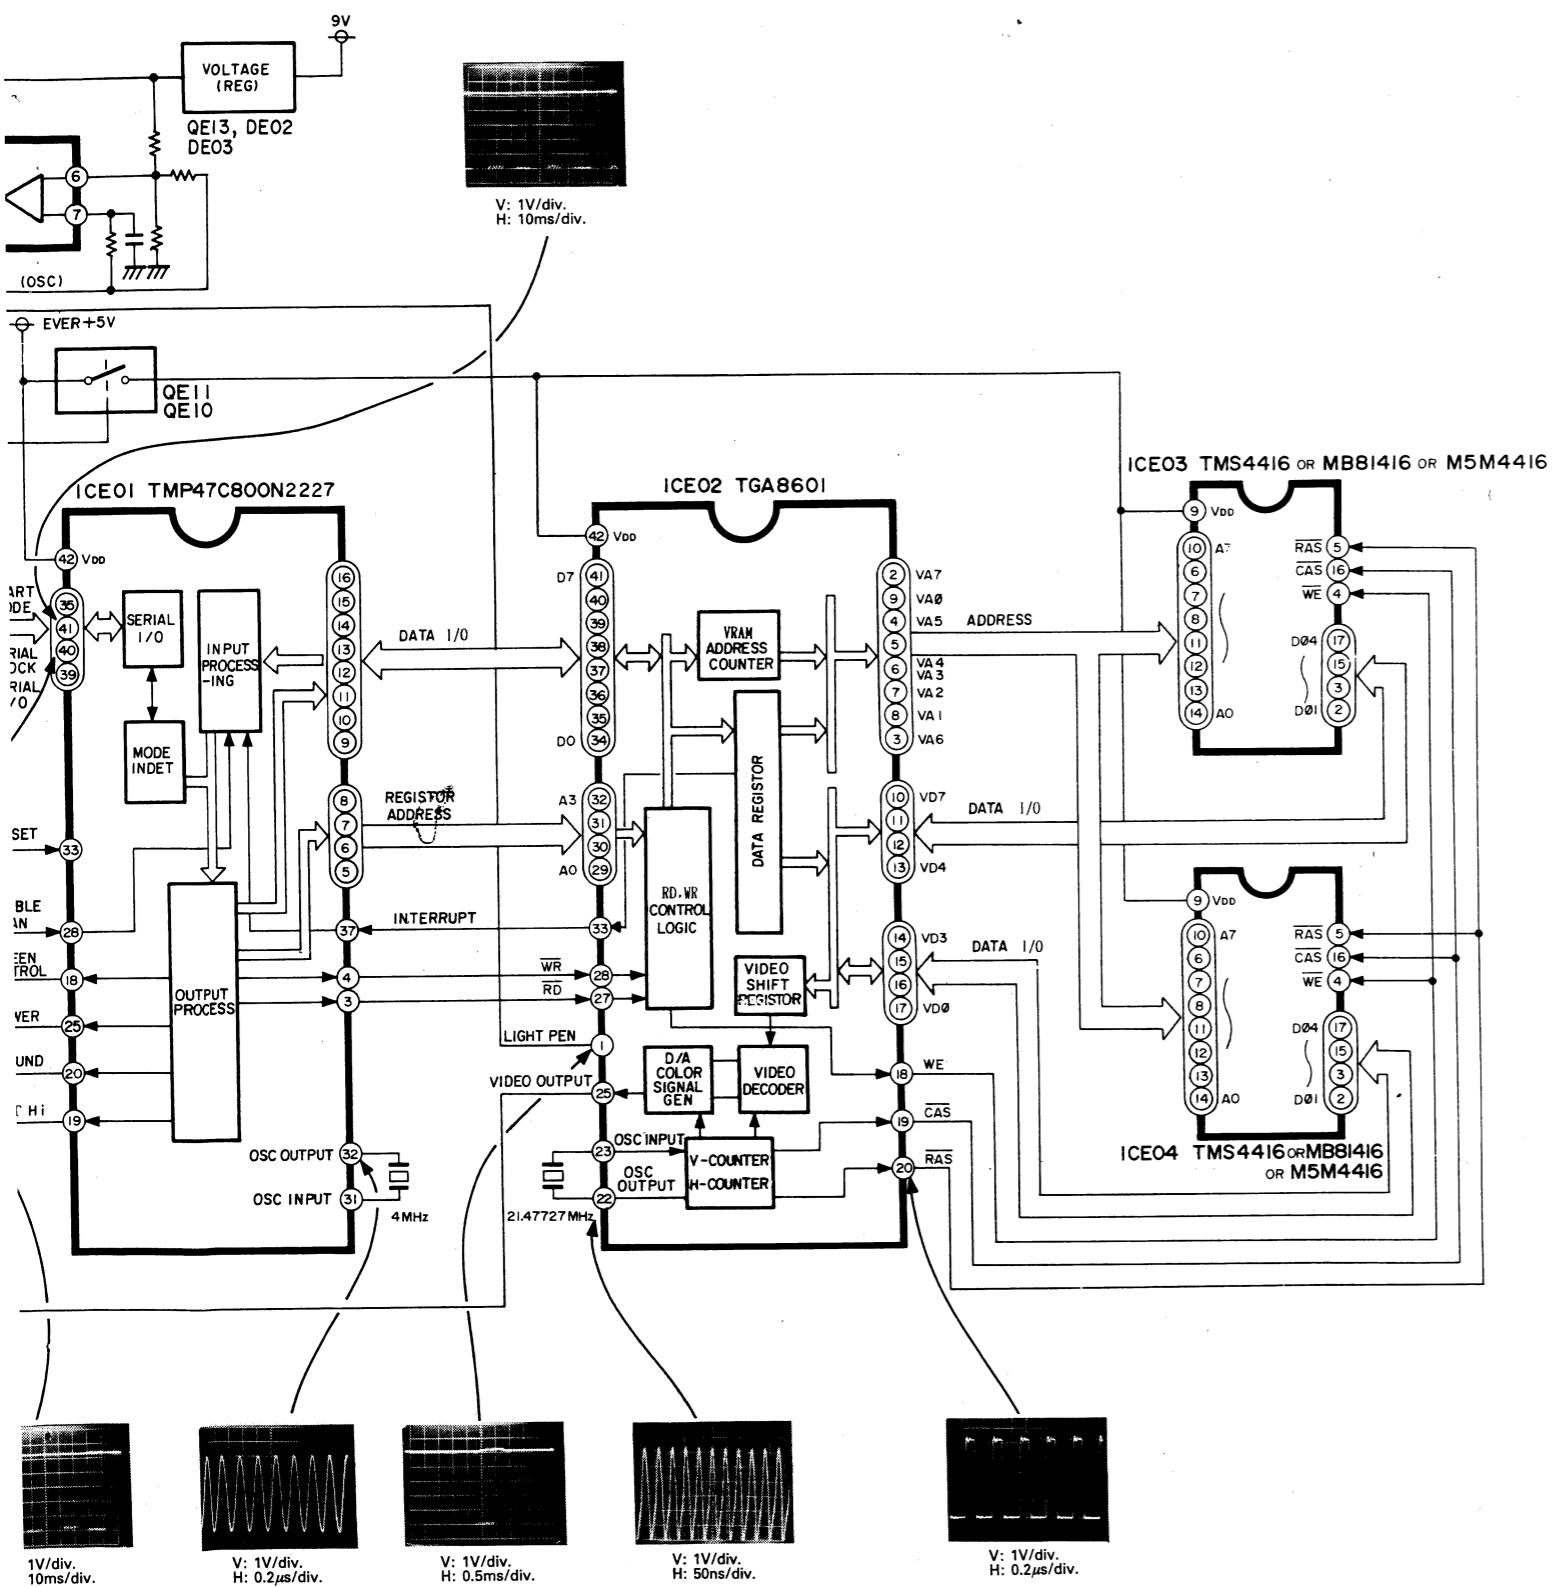 9V
VOLTAGE
(REG)
QE13, DE02
DE03
6
7
(OSC)
V: 1V/div.
H: 10ms/div.
EVER+5V
QE11
QE10
ICE01 TMP47C800N2227
42 VDD
35
41
40
39
SERIAL
I/O
INPUT
PROCESS
-ING
MODE
INDET
OUTPUT
PROCESS
33
28
18
25
20
19
16
15
14
13
12
11
10
9
8
7
6
5
37
4
3
OSC OUTPUT 32
OSC INPUT 31
4MHz
DATA I/O
REGISTOR
ADDRESS
INTERRUPT
WR
RD
LIGHT PEN
VIDEO OUTPUT
ICE02 TGA8601
42 VDD
D7 41
40
39
38
37
36
35
D0 34
A3 32
31
30
A0 29
33
28
27
1
25
23 OSC INPUT
22 OSC OUTPUT
21.47727MHz
VRAM
ADDRESS
COUNTER
DATA REGISTOR
RD.WR
CONTROL
LOGIC
VIDEO
SHIFT
REGISTOR
D/A
COLOR
SIGNAL
GEN
VIDEO
DECODER
V-COUNTER
H-COUNTER
2 VA7
9 VAØ
4 VA5
5 VA4
6 VA3
7 VA2
8 VA1
3 VA6
10 VD7
11
12
13 VD4
14 VD3
15
16
17 VDØ
18 WE
19 CAS
20 RAS
ADDRESS
DATA I/O
DATA I/O
ICE03 TMS4416 OR MB81416 OR M5M4416
9 VDD
10 A7
6
7
8
11
12
13
14 A0
RAS 5
CAS 16
WE 4
DØ4 17
15
3
DØ1 2
9 VDD
10 A7
6
7
8
11
12
13
14 A0
RAS 5
CAS 16
WE 4
DØ4 17
15
3
DØ1 2
ICE04 TMS4416 OR MB81416
OR M5M4416
1V/div.
10ms/div.
V: 1V/div.
H: 0.2μs/div.
V: 1V/div.
H: 0.5ms/div.
V: 1V/div.
H: 50ns/div.
V: 1V/div.
H: 0.2μs/div.